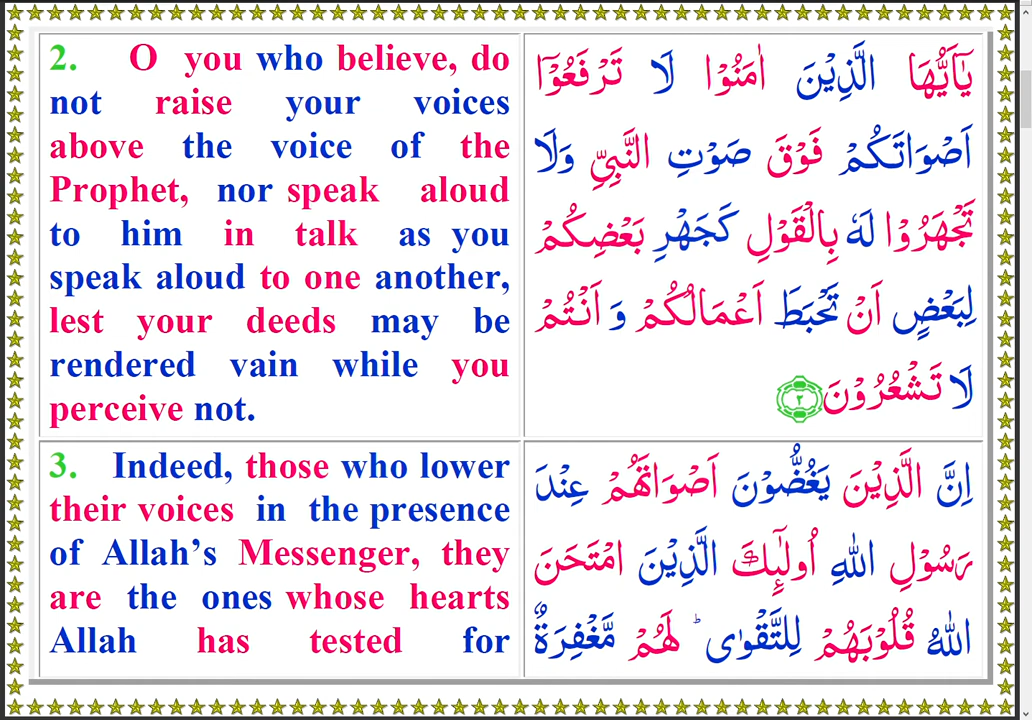 2. O you who believe, do
not raise your voices
above the voice of the
Prophet, nor speak aloud
to him in talk as you
speak aloud to one another,
lest your deeds may be
rendered vain while you
perceive not.
يٰۤاَيُّهَا الَّذِيْنَ اٰمَنُوْا لَا تَرْفَعُوْۤا
اَصْوَاتَكُمْ فَوْقَ صَوْتِ النَّبِيِّ وَلَا
تَجْهَرُوْا لَهٗ بِالْقَوْلِ كَجَهْرِ بَعْضِكُمْ
لِبَعْضٍ اَنْ تَحْبَطَ اَعْمَالُكُمْ وَ اَنْتُمْ
لَا تَشْعُرُوْنَ ٢
3. Indeed, those who lower
their voices in the presence
of Allah’s Messenger, they
are the ones whose hearts
Allah has tested for
اِنَّ الَّذِيْنَ يَغُضُّوْنَ اَصْوَاتَهُمْ عِنْدَ
رَسُوْلِ اللّٰهِ اُولٰٓئِكَ الَّذِيْنَ امْتَحَنَ
اللّٰهُ قُلُوْبَهُمْ لِلتَّقْوٰى ؕ لَهُمْ مَّغْفِرَةٌ